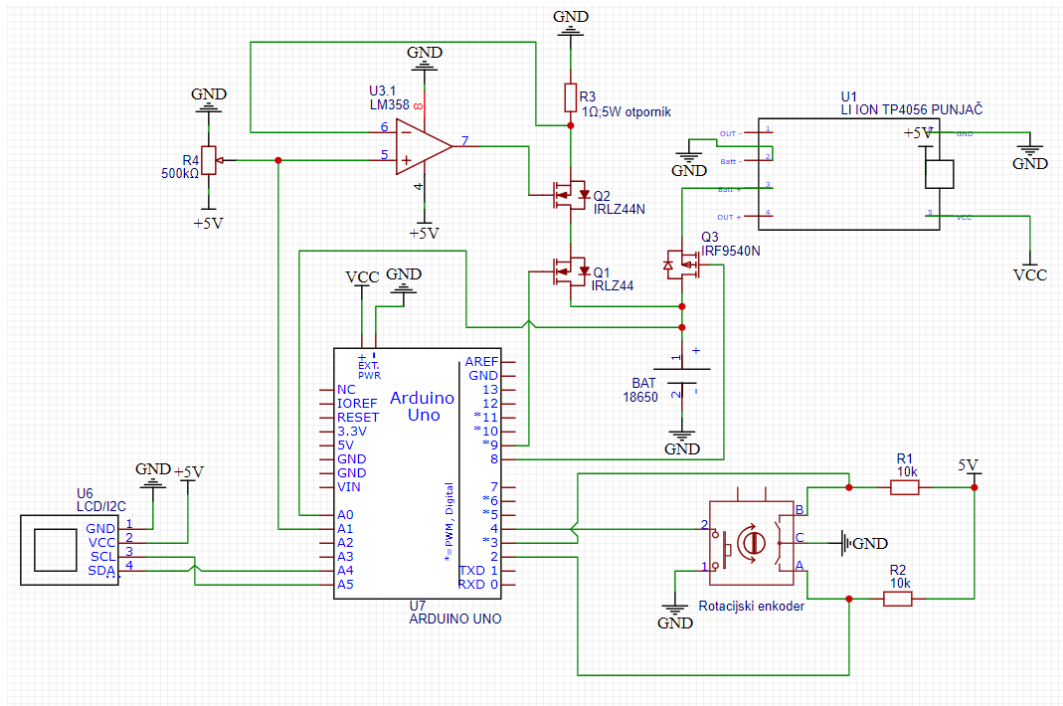 GND
GND
U3.1
LM358
8
6
5
7
4
+5V
GND
R4
500kΩ
+5V
R3
1Ω;5W otpornik
Q2
IRLZ44N
Q1
IRLZ44
U1
LI ION TP4056 PUNJAČ
OUT -
1
Batt -
2
Batt +
3
OUT +
4
+5V
GND
5
VCC
GND
GND
VCC
Q3
IRF9540N
VCC
GND
+ -
EXT.
PWR
Arduino
Uno
NC
IOREF
RESET
3.3V
5V
GND
GND
VIN
A0
A1
A2
A3
A4
A5
AREF
GND
13
12
*11
*10
*9
8
7
*6
*5
4
*3
2
TXD 1
RXD 0
*=PWM, Digital
U7
ARDUINO UNO
BAT
18650
1 +
2 -
GND
GND +5V
U6
LCD/I2C
GND 1
VCC 2
SCL 3
SDA 4
R1
10k
5V
2
1
B
C
A
GND
R2
10k
Rotacijski enkoder
GND